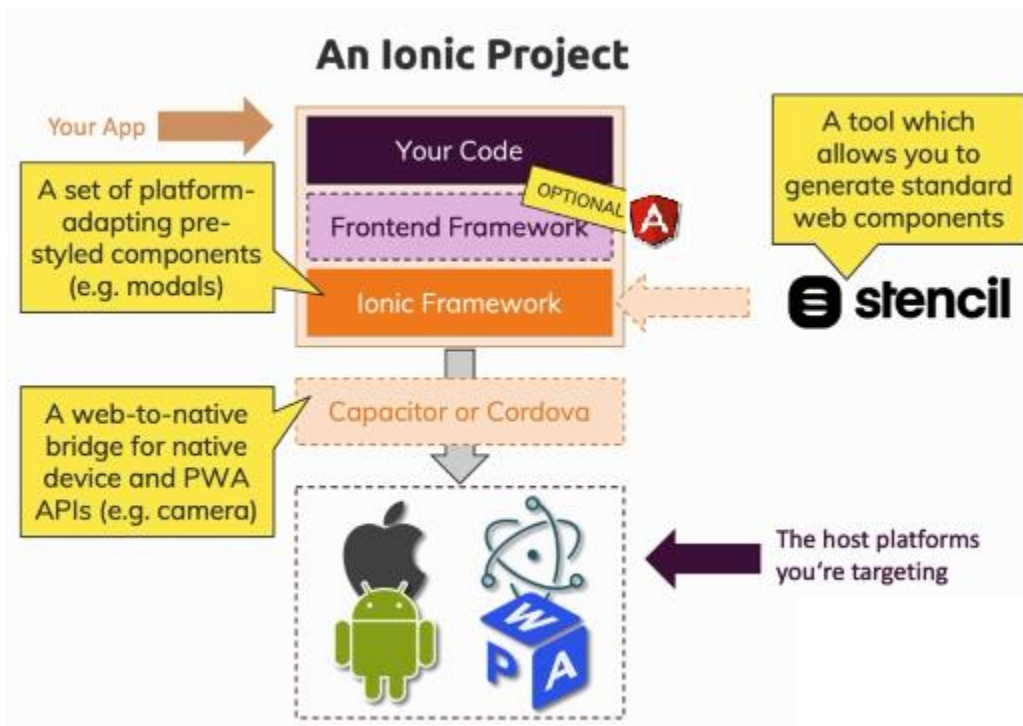 An Ionic Project
Your App
Your Code
A set of platform-
adapting pre-
styled components
(e.g. modals)
OPTIONAL
A
Frontend Framework
Ionic Framework
A tool which
allows you to
generate standard
web components
stencil
A web-to-native
bridge for native
device and PWA
APIs (e.g. camera)
Capacitor or Cordova
The host platforms
you're targeting
W
P A